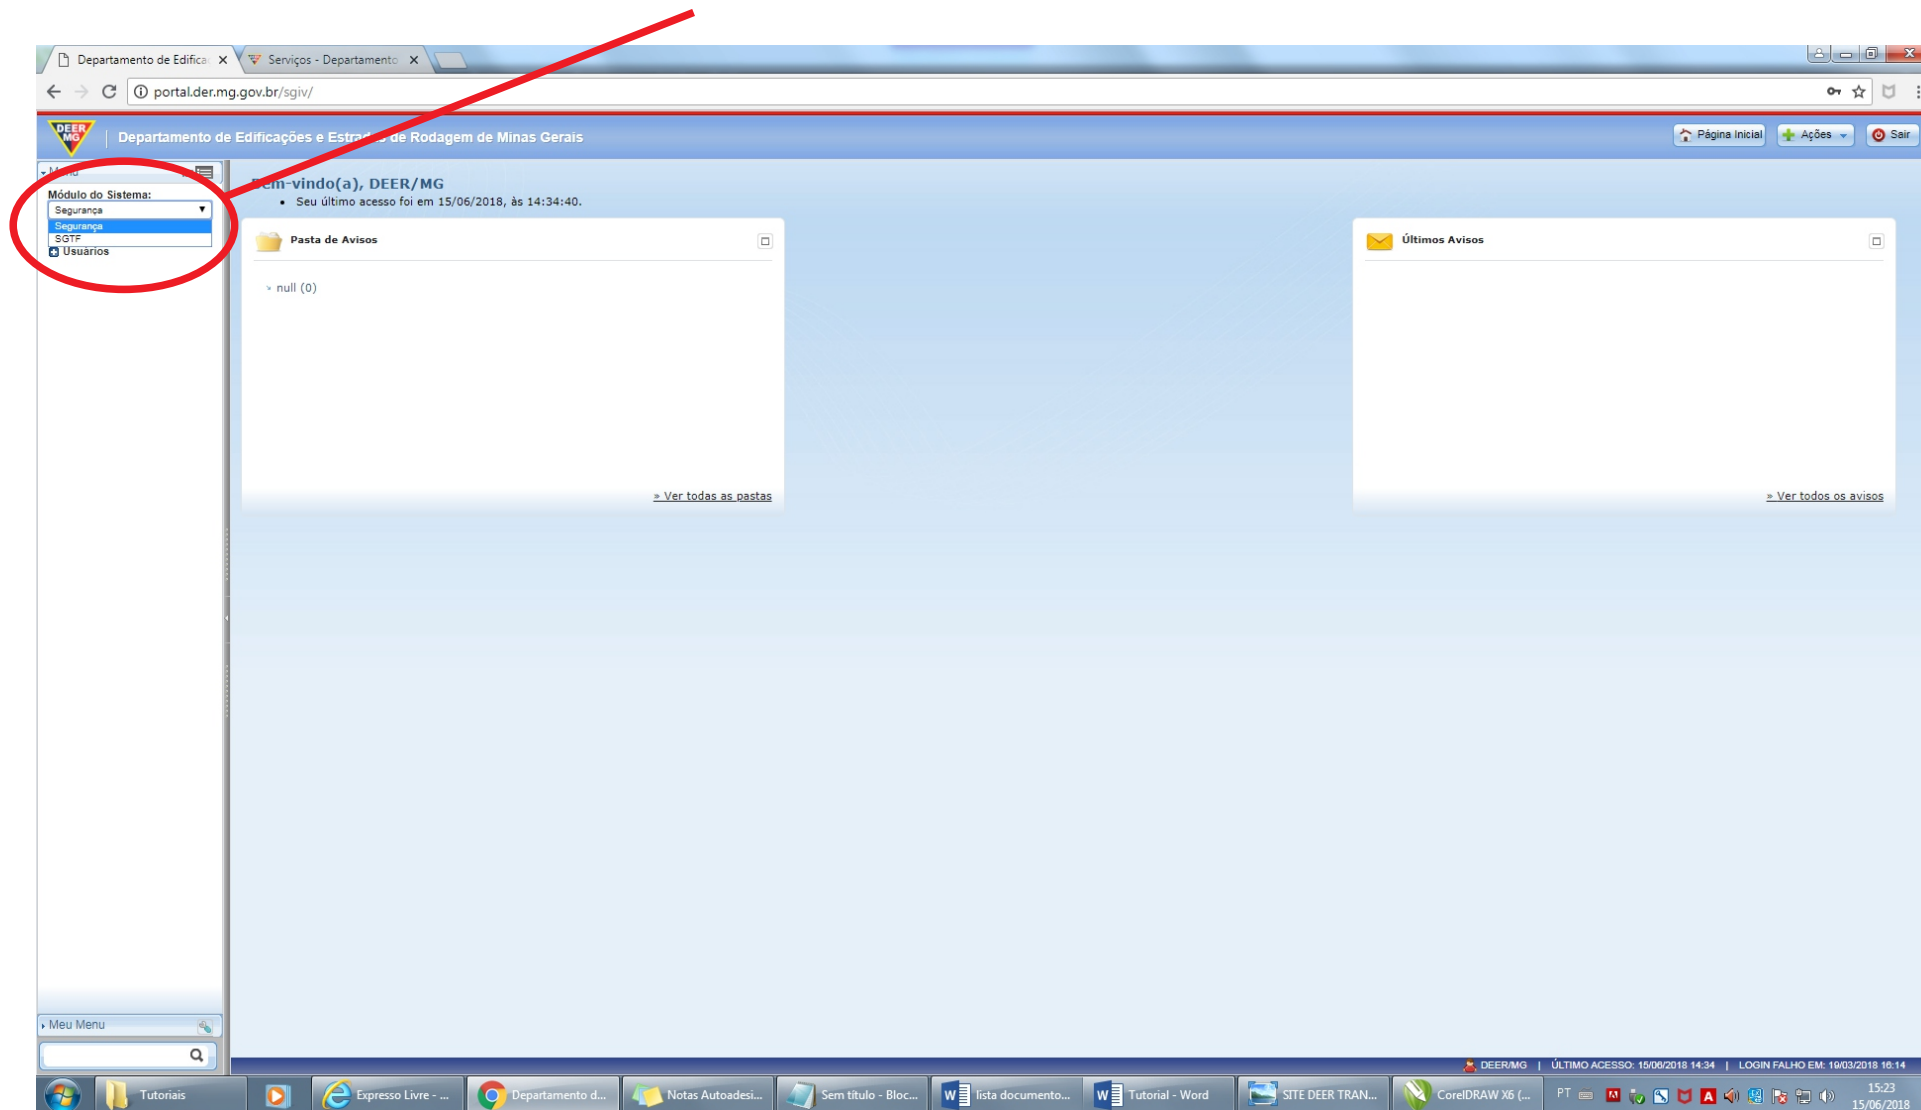 Departamento de Edifica
Serviços - Departamento
portal.der.mg.gov.br/sgiv/
DEER
MG
Departamento de Edificações e Estradas de Rodagem de Minas Gerais
Página Inicial
Ações
Sair
Menu
Módulo do Sistema:
Segurança
Segurança
SGTF
Usuários
Bem-vindo(a), DEER/MG
• Seu último acesso foi em 15/06/2018, às 14:34:40.
Pasta de Avisos
null (0)
» Ver todas as pastas
Últimos Avisos
» Ver todos os avisos
Meu Menu
DEER/MG | ÚLTIMO ACESSO: 15/06/2018 14:34 | LOGIN FALHO EM: 19/03/2018 16:14
Tutoriais
Expresso Livre - ...
Departamento d...
Notas Autoadesi...
Sem título - Bloc...
lista documento...
Tutorial - Word
SITE DEER TRAN...
CorelDRAW X6 (...
PT
15:23
15/06/2018